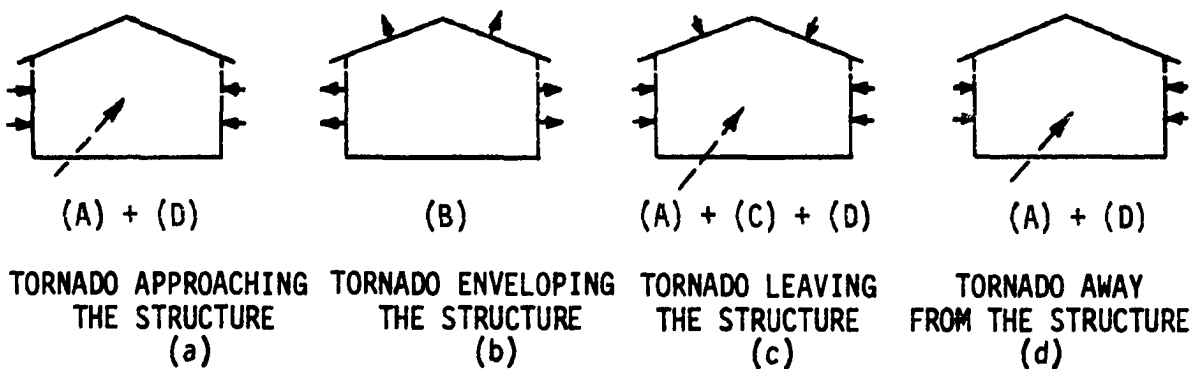 (A) + (D)
(B)
(A) + (C) + (D)
(A) + (D)
TORNADO APPROACHING
THE STRUCTURE
(a)
TORNADO ENVELOPING
THE STRUCTURE
(b)
TORNADO LEAVING
THE STRUCTURE
(c)
TORNADO AWAY
FROM THE STRUCTURE
(d)